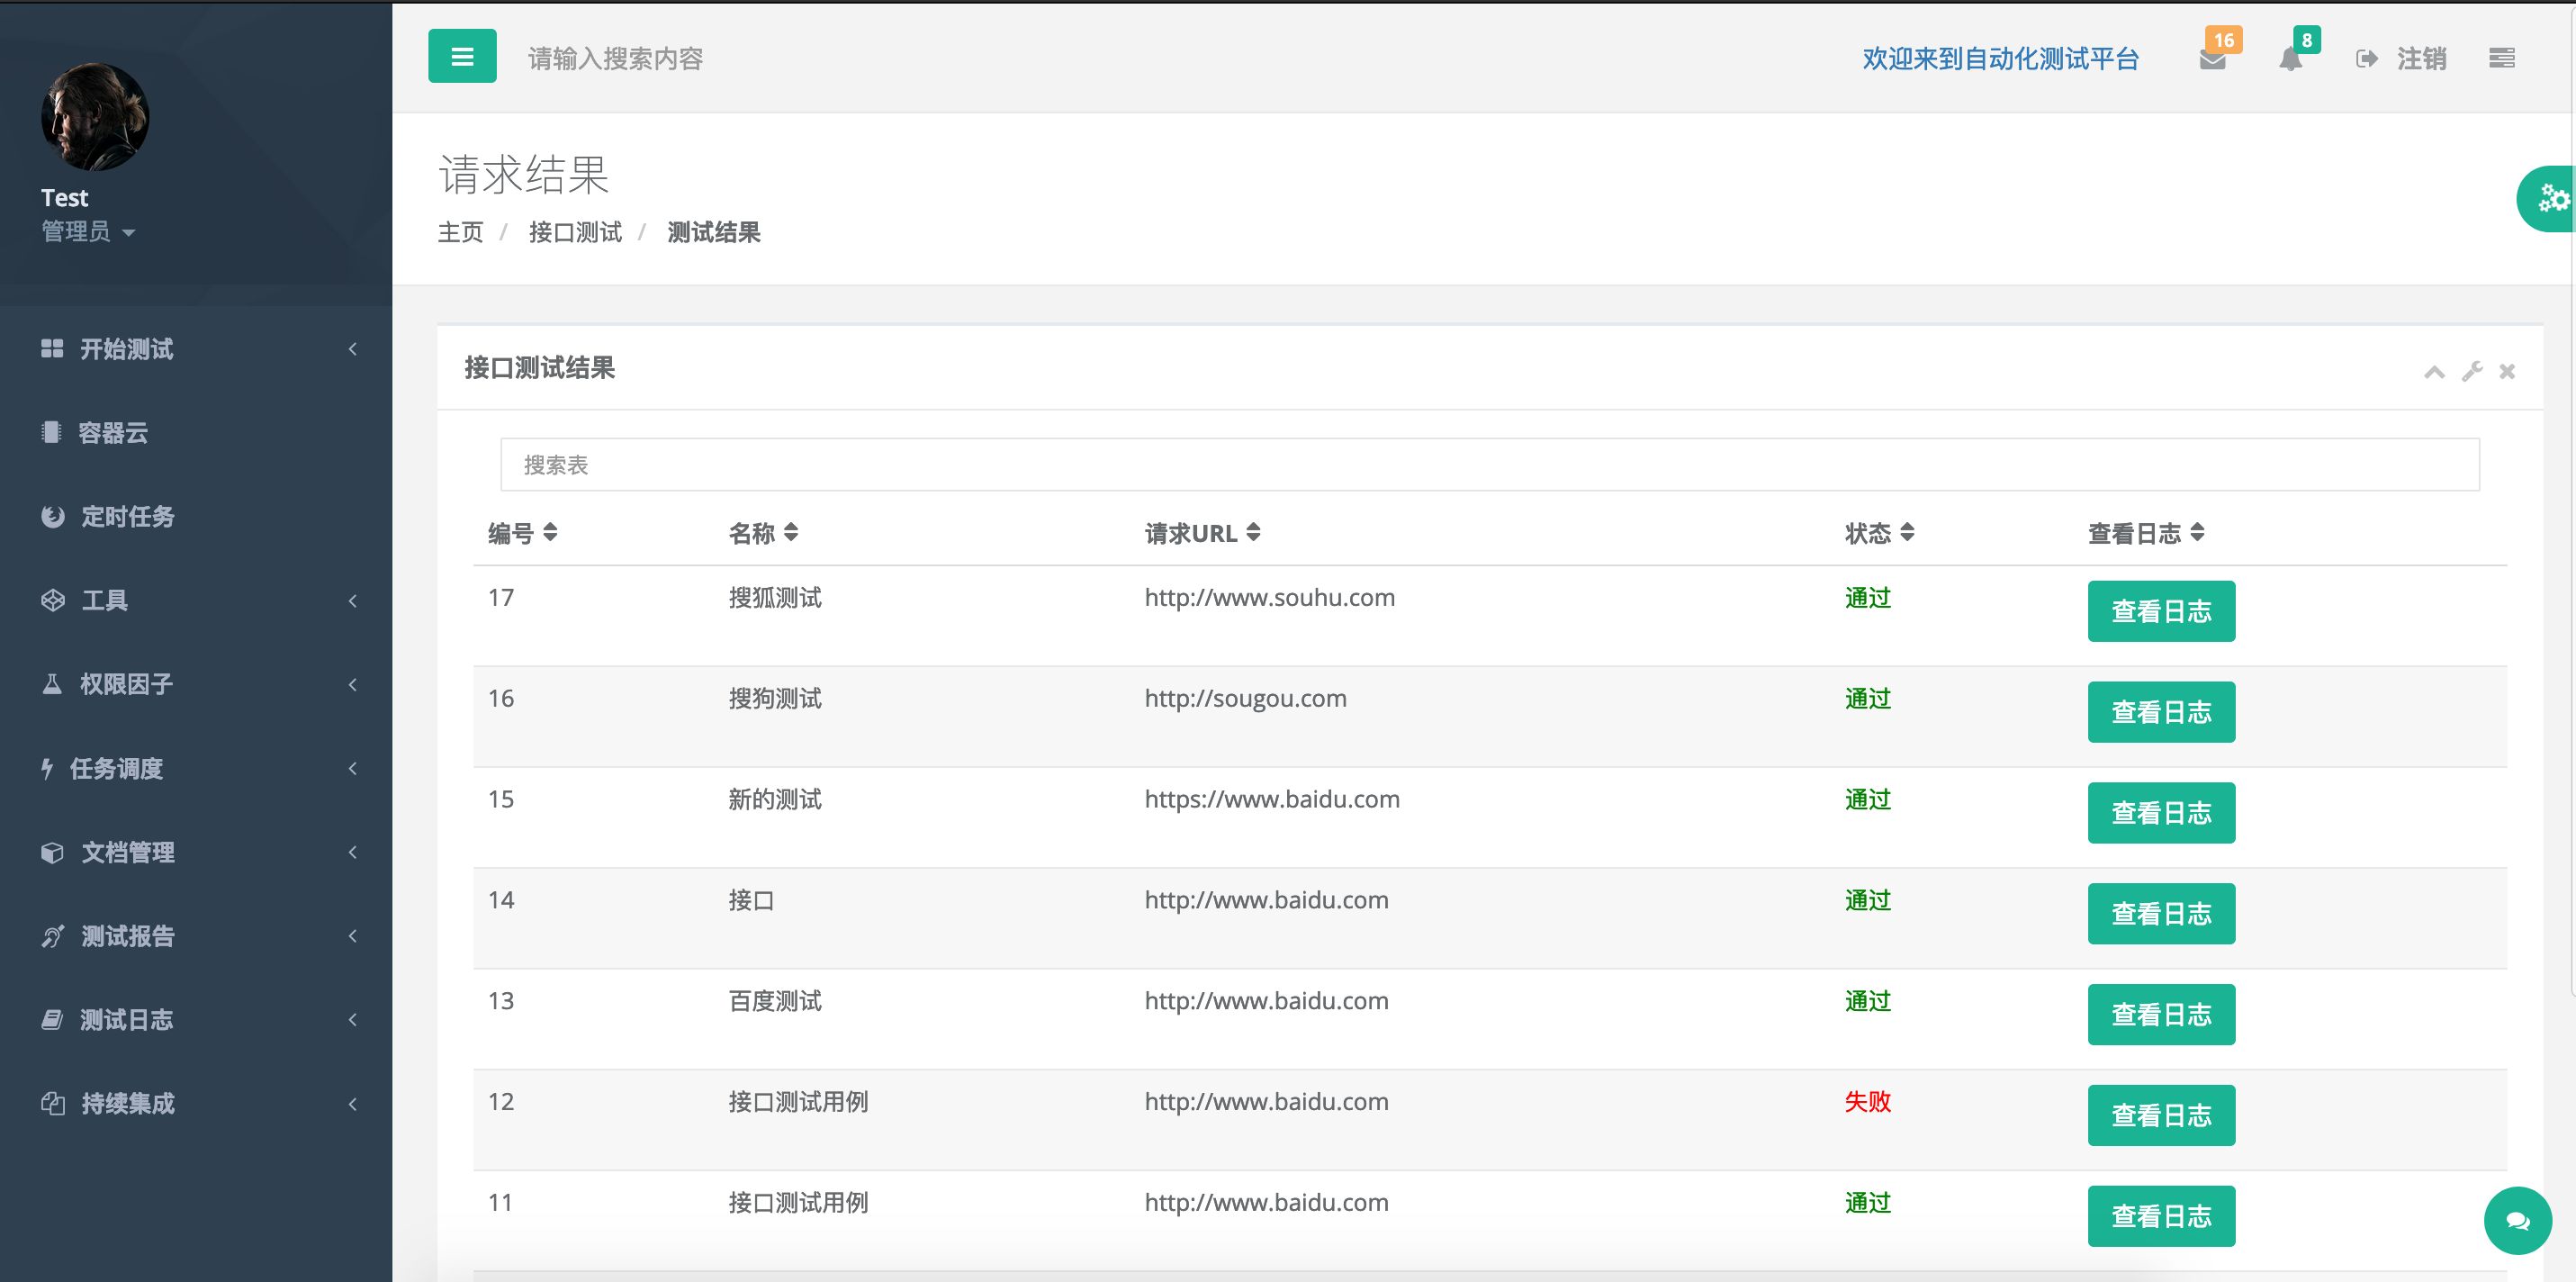 请输入搜索内容
欢迎来到自动化测试平台
16
8
注销
Test
管理员
开始测试
容器云
定时任务
工具
权限因子
任务调度
文档管理
测试报告
测试日志
持续集成
请求结果
主页 / 接口测试 / 测试结果
接口测试结果
搜索表
编号 名称 请求URL 状态 查看日志
17 搜狐测试 http://www.souhu.com 通过 查看日志
16 搜狗测试 http://sougou.com 通过 查看日志
15 新的测试 https://www.baidu.com 通过 查看日志
14 接口 http://www.baidu.com 通过 查看日志
13 百度测试 http://www.baidu.com 通过 查看日志
12 接口测试用例 http://www.baidu.com 失败 查看日志
11 接口测试用例 http://www.baidu.com 通过 查看日志